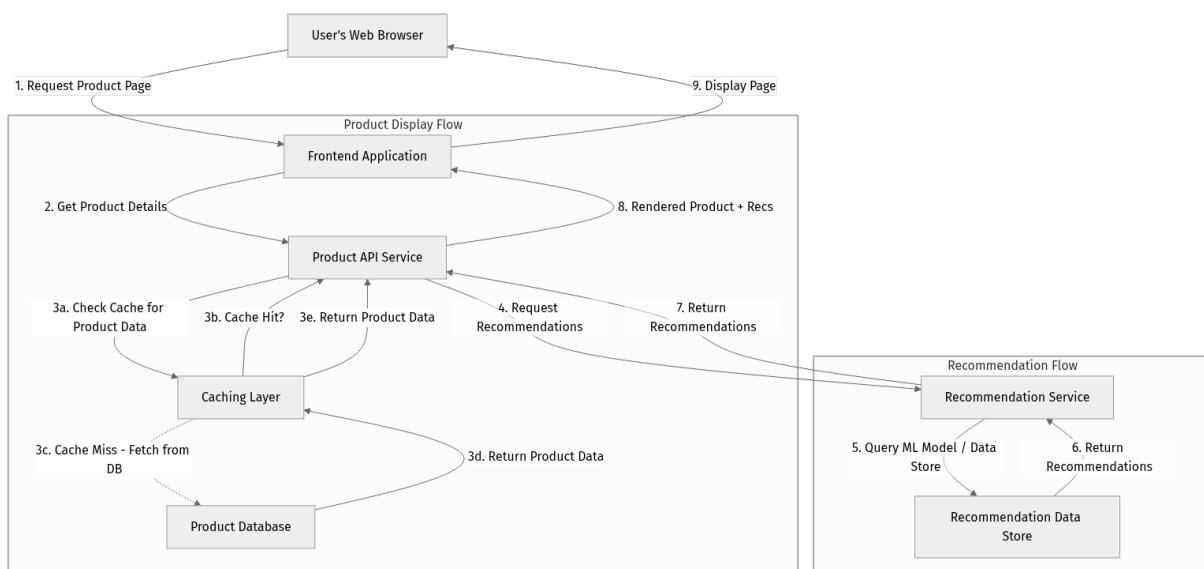 User's Web Browser
1. Request Product Page
9. Display Page
Product Display Flow
Frontend Application
2. Get Product Details
8. Rendered Product + Recs
Product API Service
3a. Check Cache for
Product Data
3b. Cache Hit?
3e. Return Product Data
4. Request
Recommendations
7. Return
Recommendations
Recommendation Flow
Caching Layer
Recommendation Service
3c. Cache Miss - Fetch from
DB
3d. Return Product Data
5. Query ML Model / Data
Store
6. Return
Recommendations
Product Database
Recommendation Data
Store